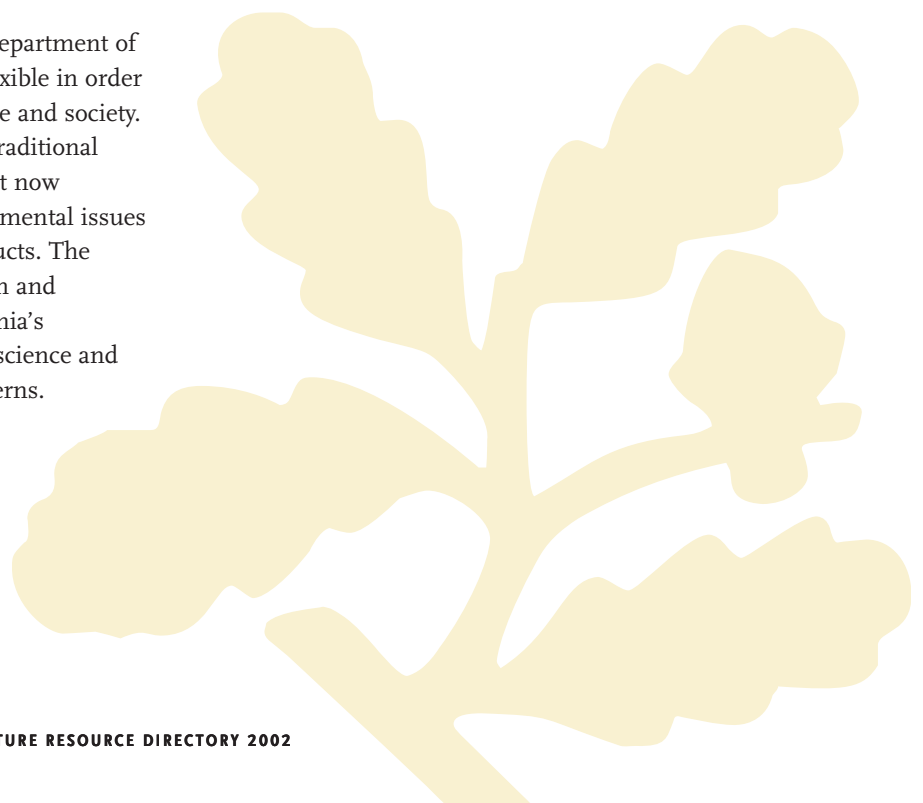 epartment of
xible in order
e and society.
raditional
t now
mental issues
ucts. The
n and
nia’s
science and
erns.
TURE RESOURCE DIRECTORY 2002